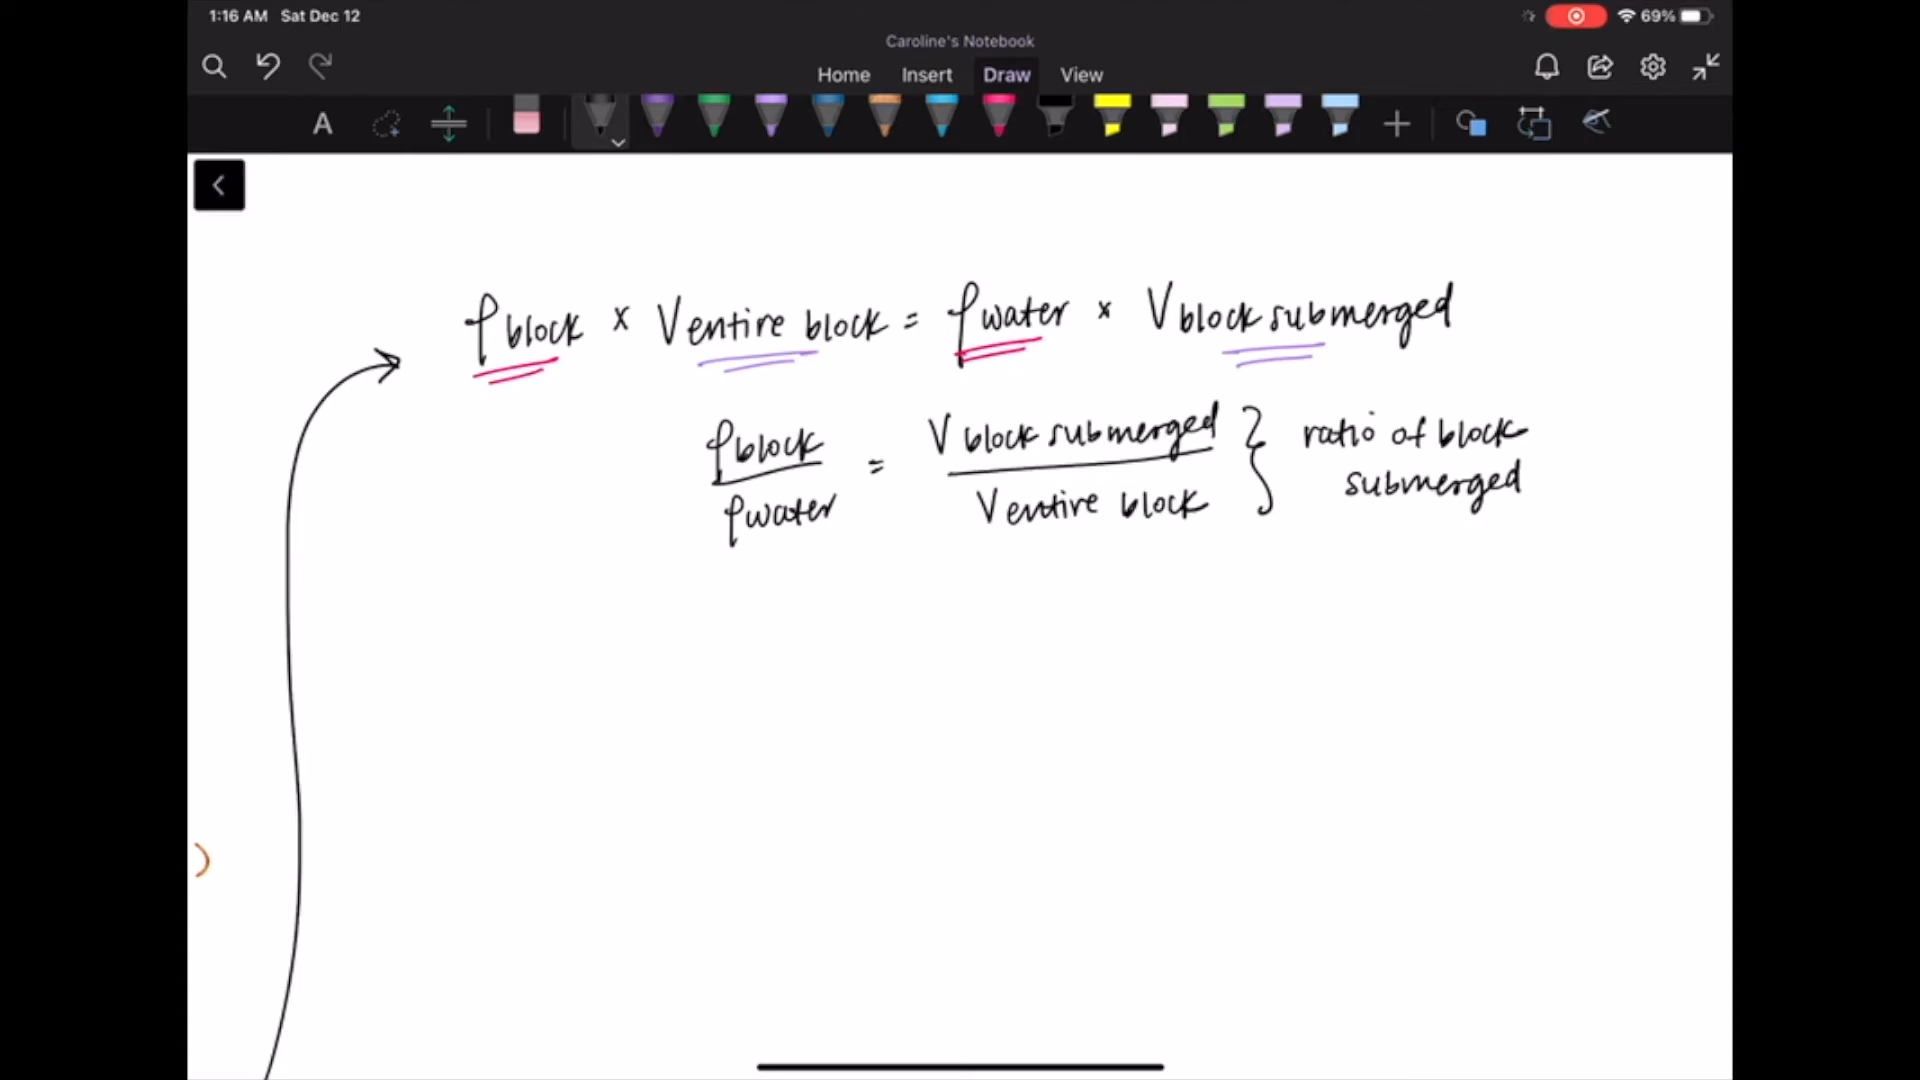 1:16 AM Sat Dec 12
69%
Caroline's Notebook
Home Insert Draw View
A
ρblock × Ventire block = ρwater × Vblock submerged
ρblock / ρwater = Vblock submerged / Ventire block } ratio of block
submerged
)